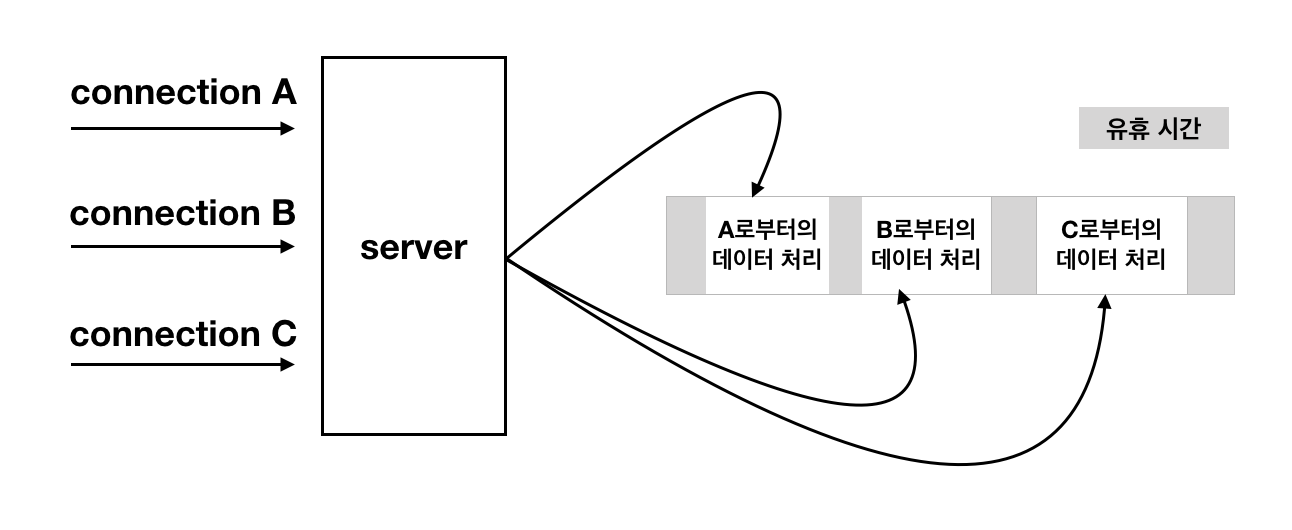 connection A
connection B
connection C
server
유휴 시간
A로부터의
데이터 처리
B로부터의
데이터 처리
C로부터의
데이터 처리